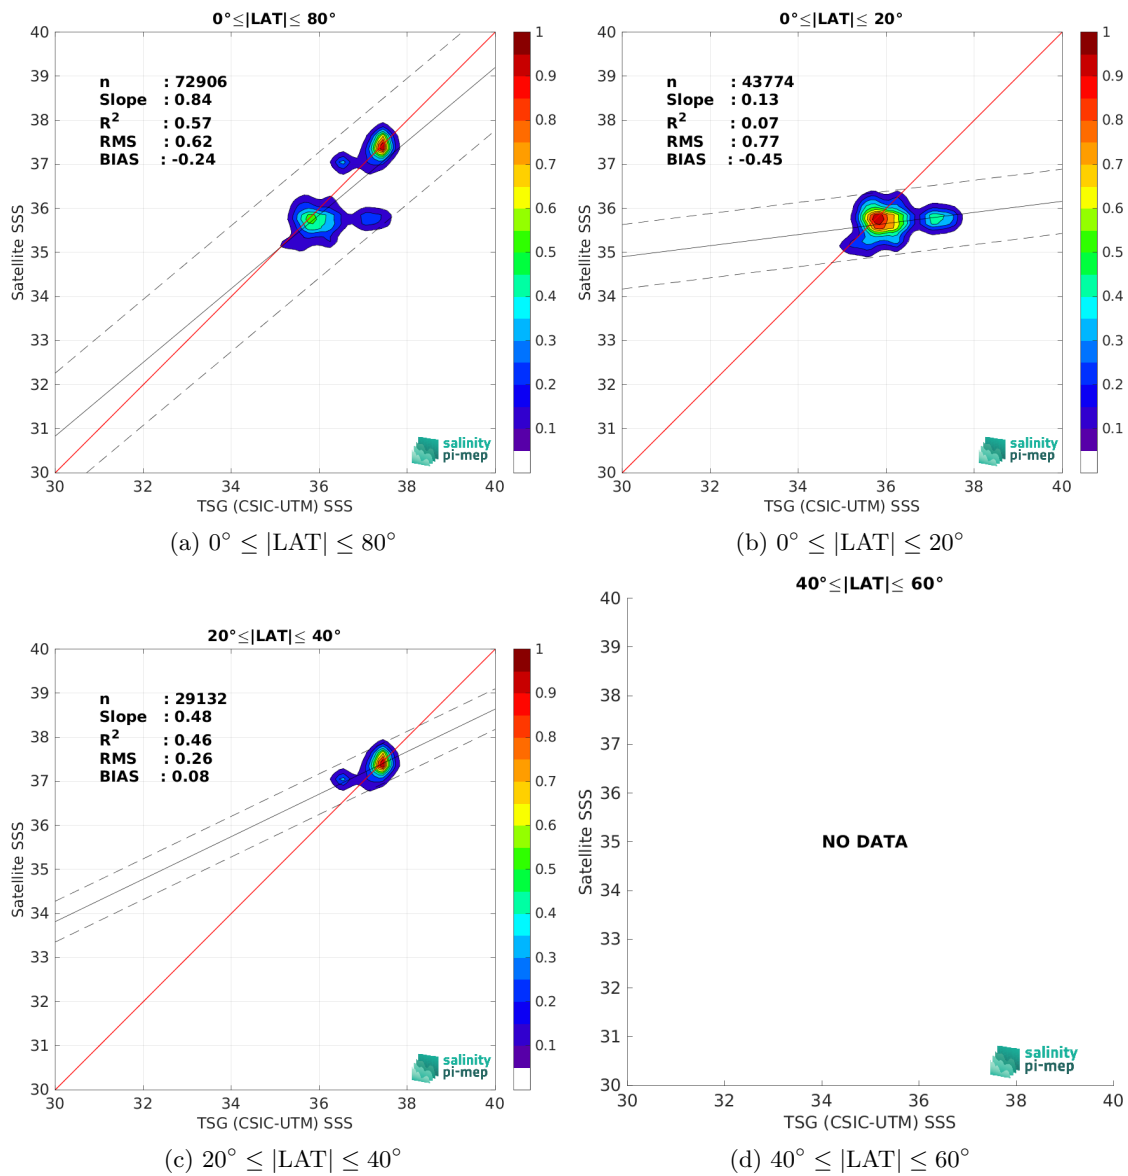 0°≤|LAT|≤ 80°
40
39
38
37
36
35
34
33
32
31
30
Satellite SSS
n : 72906
Slope : 0.84
R² : 0.57
RMS : 0.62
BIAS : -0.24
salinity
pi-mep
30 32 34 36 38 40
TSG (CSIC-UTM) SSS
1
0.9
0.8
0.7
0.6
0.5
0.4
0.3
0.2
0.1
(a) 0° ≤ |LAT| ≤ 80°
0°≤|LAT|≤ 20°
40
39
38
37
36
35
34
33
32
31
30
Satellite SSS
n : 43774
Slope : 0.13
R² : 0.07
RMS : 0.77
BIAS : -0.45
salinity
pi-mep
30 32 34 36 38 40
TSG (CSIC-UTM) SSS
1
0.9
0.8
0.7
0.6
0.5
0.4
0.3
0.2
0.1
(b) 0° ≤ |LAT| ≤ 20°
20°≤|LAT|≤ 40°
40
39
38
37
36
35
34
33
32
31
30
Satellite SSS
n : 29132
Slope : 0.48
R² : 0.46
RMS : 0.26
BIAS : 0.08
salinity
pi-mep
30 32 34 36 38 40
TSG (CSIC-UTM) SSS
1
0.9
0.8
0.7
0.6
0.5
0.4
0.3
0.2
0.1
(c) 20° ≤ |LAT| ≤ 40°
40°≤|LAT|≤ 60°
40
39
38
37
36
35
34
33
32
31
30
Satellite SSS
NO DATA
salinity
pi-mep
30 32 34 36 38 40
TSG (CSIC-UTM) SSS
(d) 40° ≤ |LAT| ≤ 60°